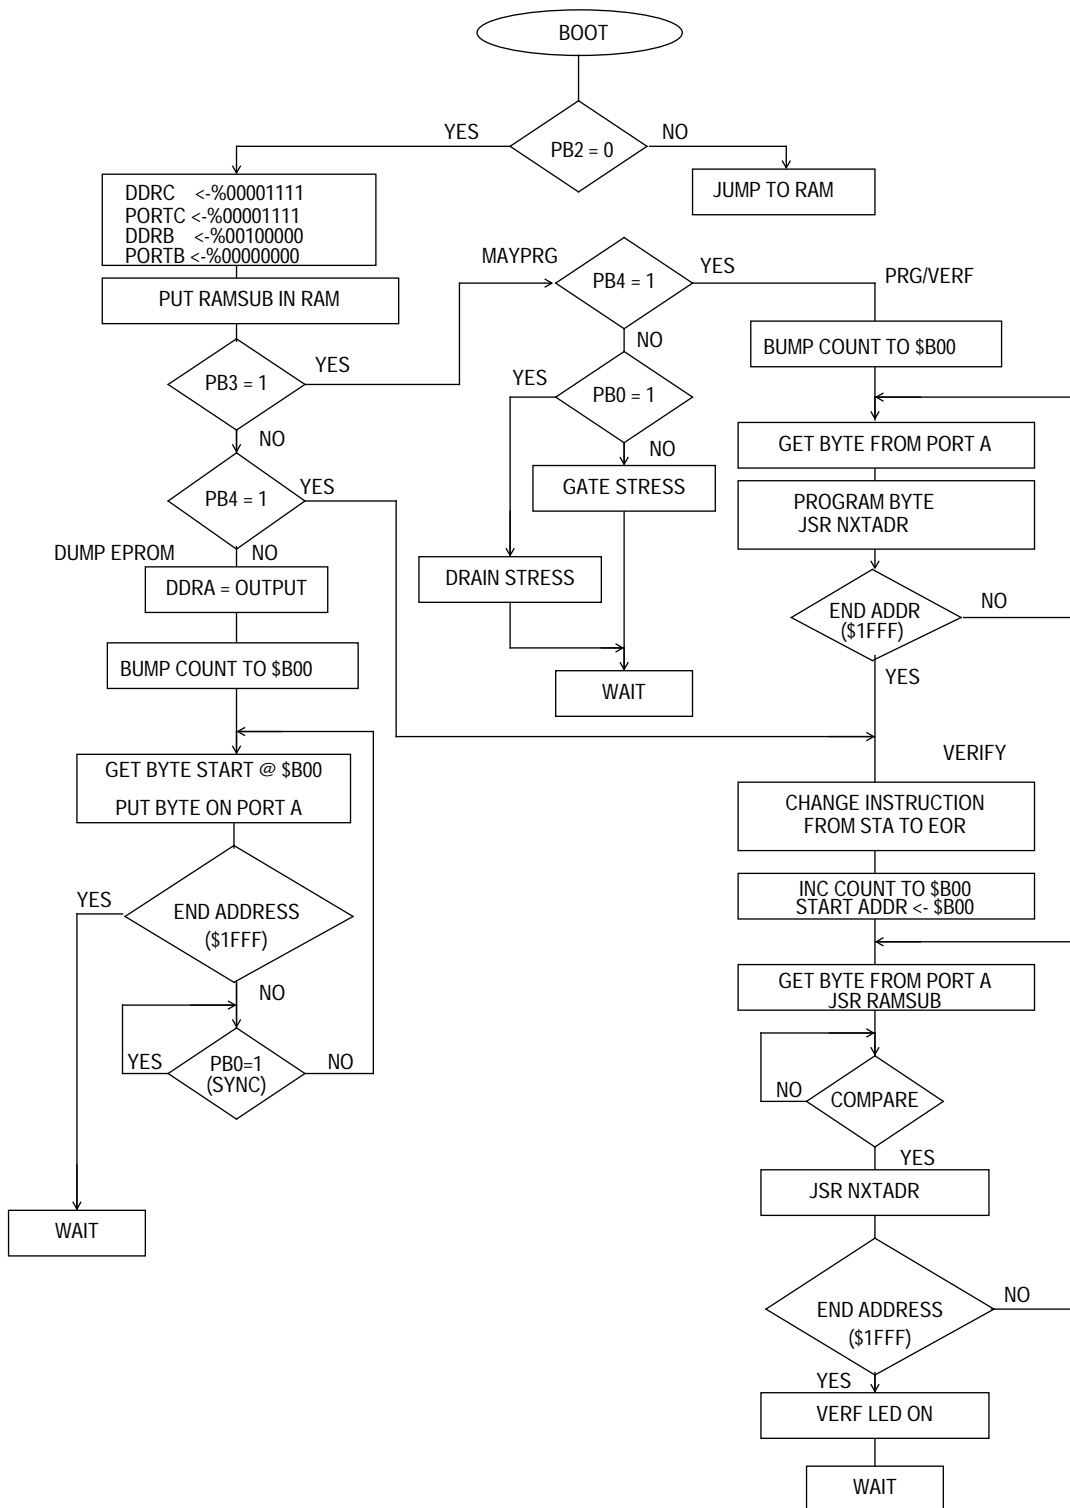 BOOT
YES
NO
PB2 = 0
DDRC <-%00001111
PORTC <-%00001111
DDRB <-%00100000
PORTB <-%00000000
JUMP TO RAM
PUT RAMSUB IN RAM
PB3 = 1
YES
NO
PB4 = 1
YES
DUMP EPROM
NO
DDRA = OUTPUT
BUMP COUNT TO $B00
GET BYTE START @ $B00
PUT BYTE ON PORT A
YES
END ADDRESS
($1FFF)
NO
YES
PB0=1
(SYNC)
NO
WAIT
MAYPRG
PB4 = 1
YES
NO
YES
PB0 = 1
NO
GATE STRESS
DRAIN STRESS
WAIT
PRG/VERF
BUMP COUNT TO $B00
GET BYTE FROM PORT A
PROGRAM BYTE
JSR NXTADR
END ADDR
($1FFF)
NO
YES
VERIFY
CHANGE INSTRUCTION
FROM STA TO EOR
INC COUNT TO $B00
START ADDR <- $B00
GET BYTE FROM PORT A
JSR RAMSUB
NO
COMPARE
YES
JSR NXTADR
END ADDRESS
($1FFF)
NO
YES
VERF LED ON
WAIT